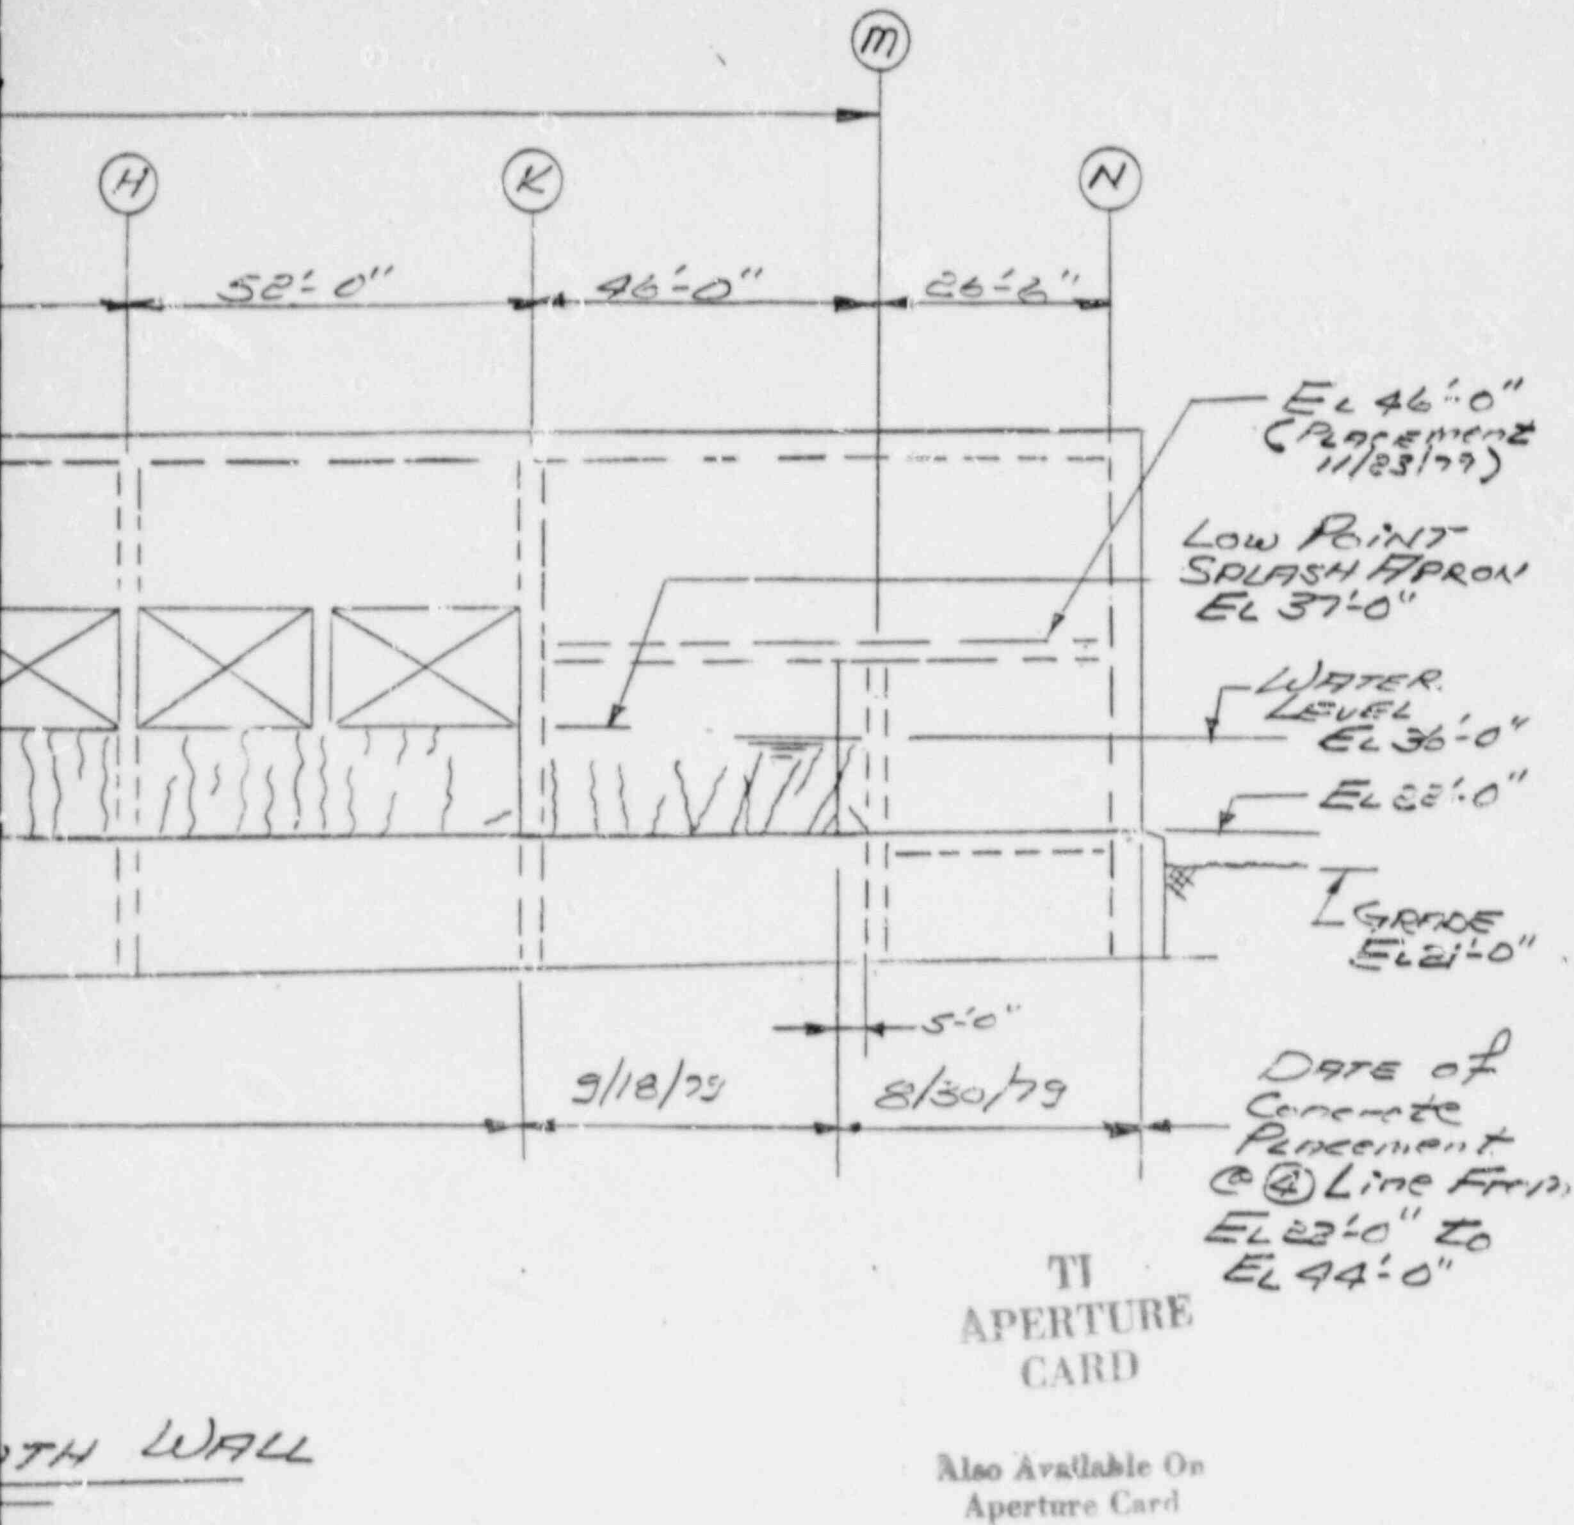 M
H
K
N
52'-0"
46'-0"
26'-6"
EL 46'-0"
(PLACEMENT
11/23/79)
LOW POINT
SPLASH APRON
EL 37'-0"
WATER
LEVEL
EL 36'-0"
EL 22'-0"
GRADE
EL 21'-0"
5'-0"
9/18/79
8/30/79
DATE of
Concrete
Placement
@ 4 Line From
EL 22'-0" to
EL 44'-0"
TI
APERTURE
CARD
WALL
Also Available On
Aperture Card